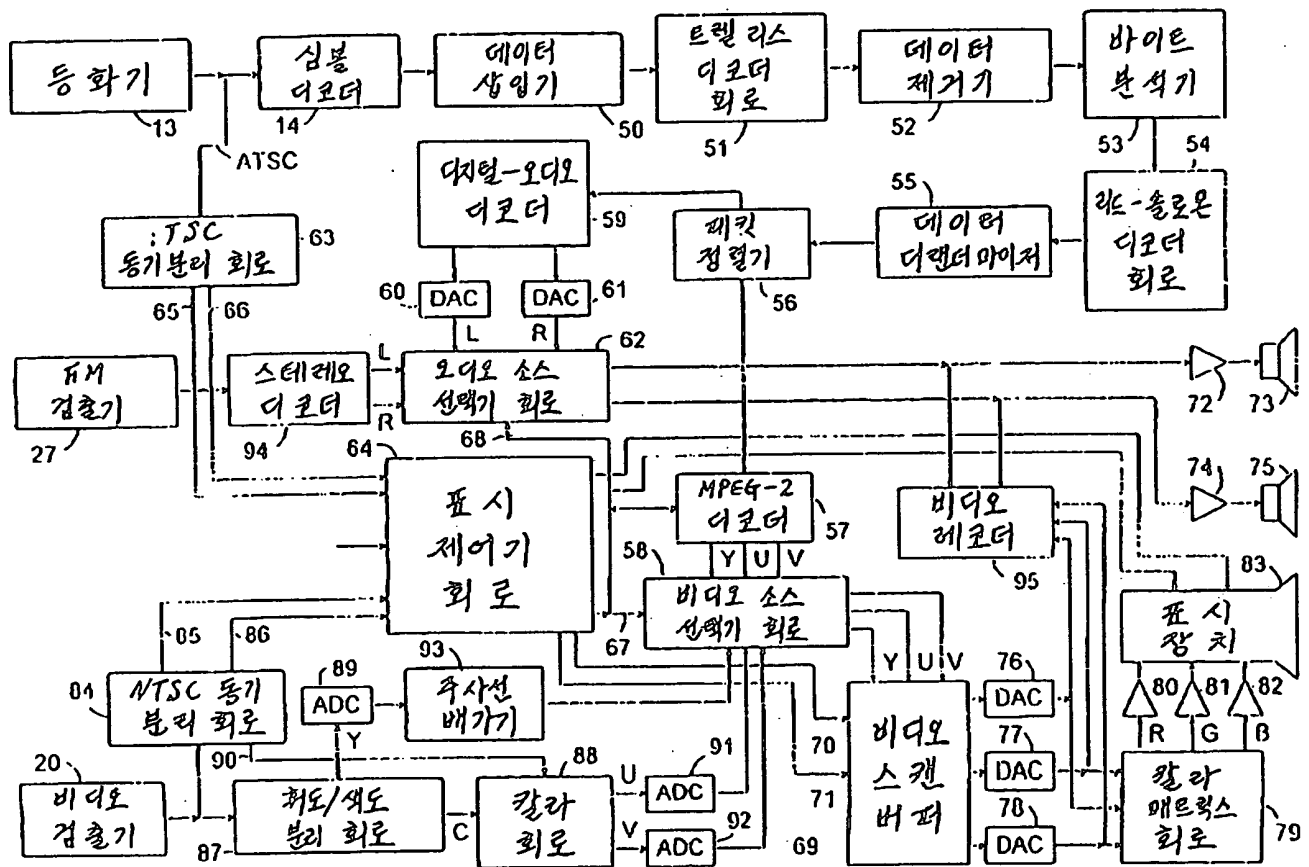 등화기
13
심볼
디코더
14
데이터
삽입기
50
트렐리스
디코더
회로
51
데이터
제거기
52
바이트
분석기
53
54
ATSC
디지털-오디오
디코더
59
패킷
정렬기
56
55
데이터
디랜더마이저
리드-솔로몬
디코더
회로
:TSC
동기분리 회로
63
65
66
60
DAC
DAC
61
L
R
62
검출기
27
스테레오
디코더
94
L
R
오디오 소스
선택기 회로
68
72
73
64
표시
제어기
회로
MPEG-2
디코더
57
비디오
레코더
95
74
75
58
Y
U
V
비디오 소스
선택기 회로
67
83
표시
장치
85
86
93
89
84
NTSC 동기
분리 회로
90
ADC
주사선
배가기
Y
Y
U
V
76
DAC
80
81
82
R
G
B
20
비디오
검출기
휘도/색도
분리 회로
87
C
88
칼라
회로
U
V
91
ADC
ADC
92
70
71
69
비디오
스캔
버퍼
77
DAC
78
DAC
칼라
매트릭스
회로
79